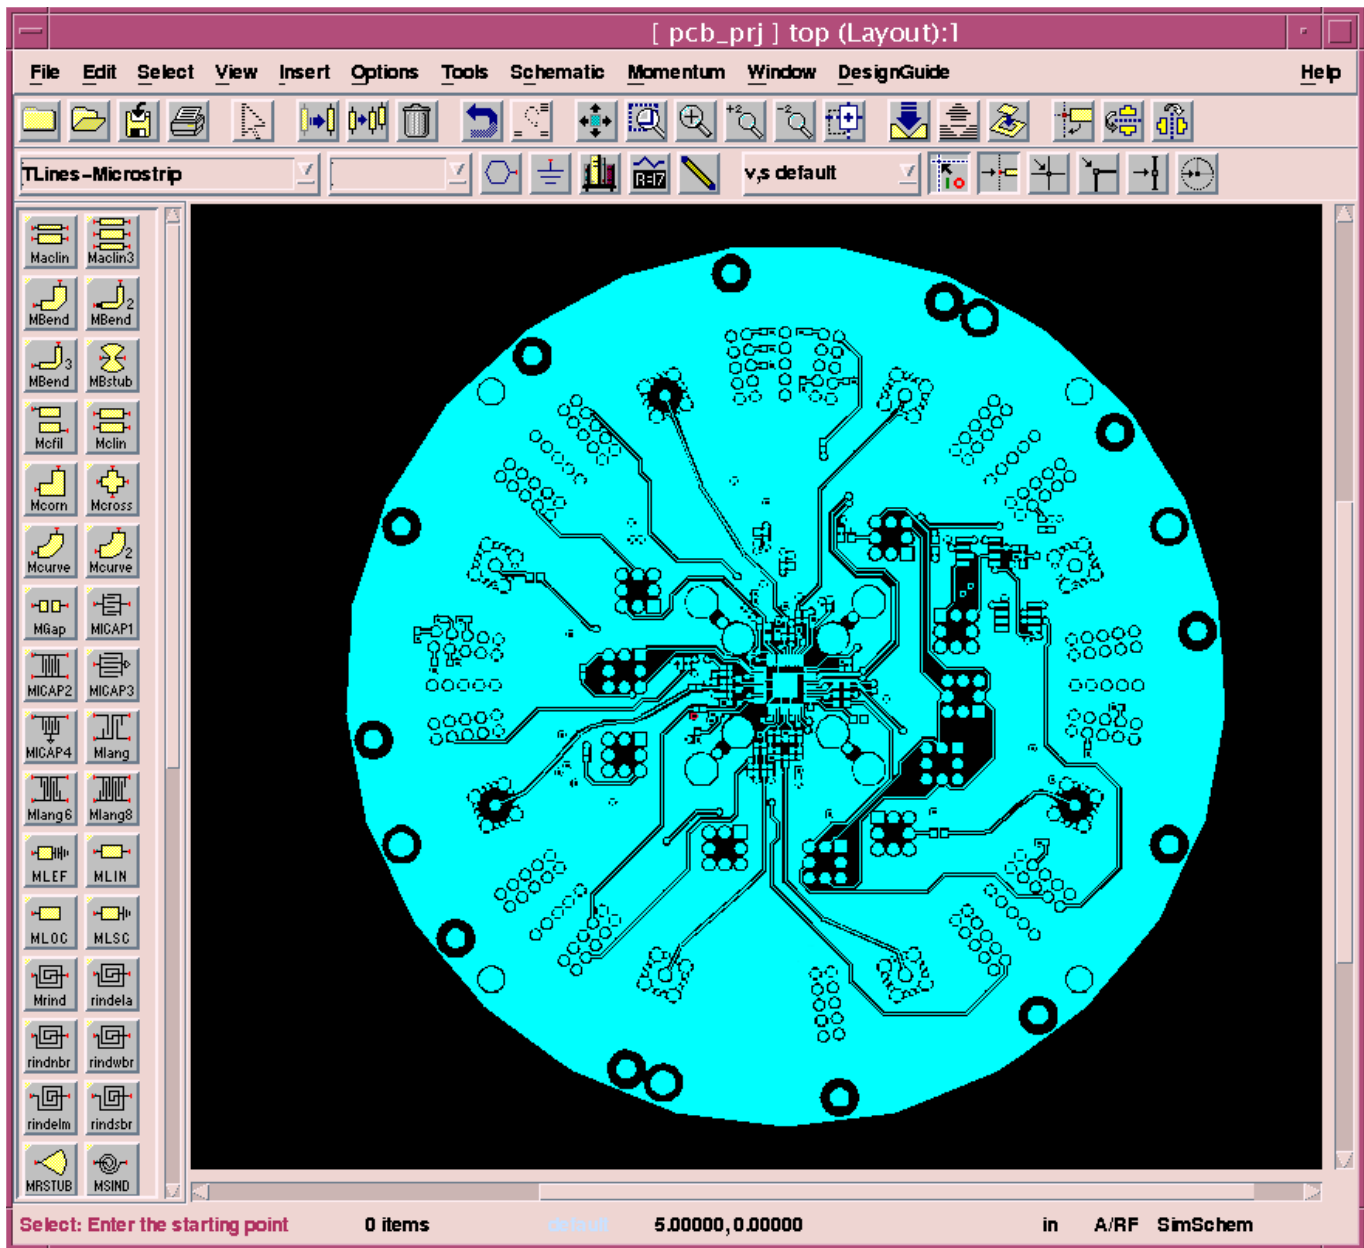 [ pcb_prj ] top (Layout):1
File Edit Select View Insert Options Tools Schematic Momentum Window DesignGuide Help
TLines-Microstrip v,s default
Maclin Maclin3
MBend MBend
MBend MBstub
Mcfil Mclin
Mcorn Mcross
Mcurve Mcurve
MGap MICAP1
MICAP2 MICAP3
MICAP4 Mlang
Mlang6 Mlang8
MLEF MLIN
MLOC MLSC
Mrind rindela
rindnbr rindwbr
rindelm rindsbr
MRSTUB MSIND
Select: Enter the starting point 0 items default 5.00000, 0.00000 in A/RF SimSchem